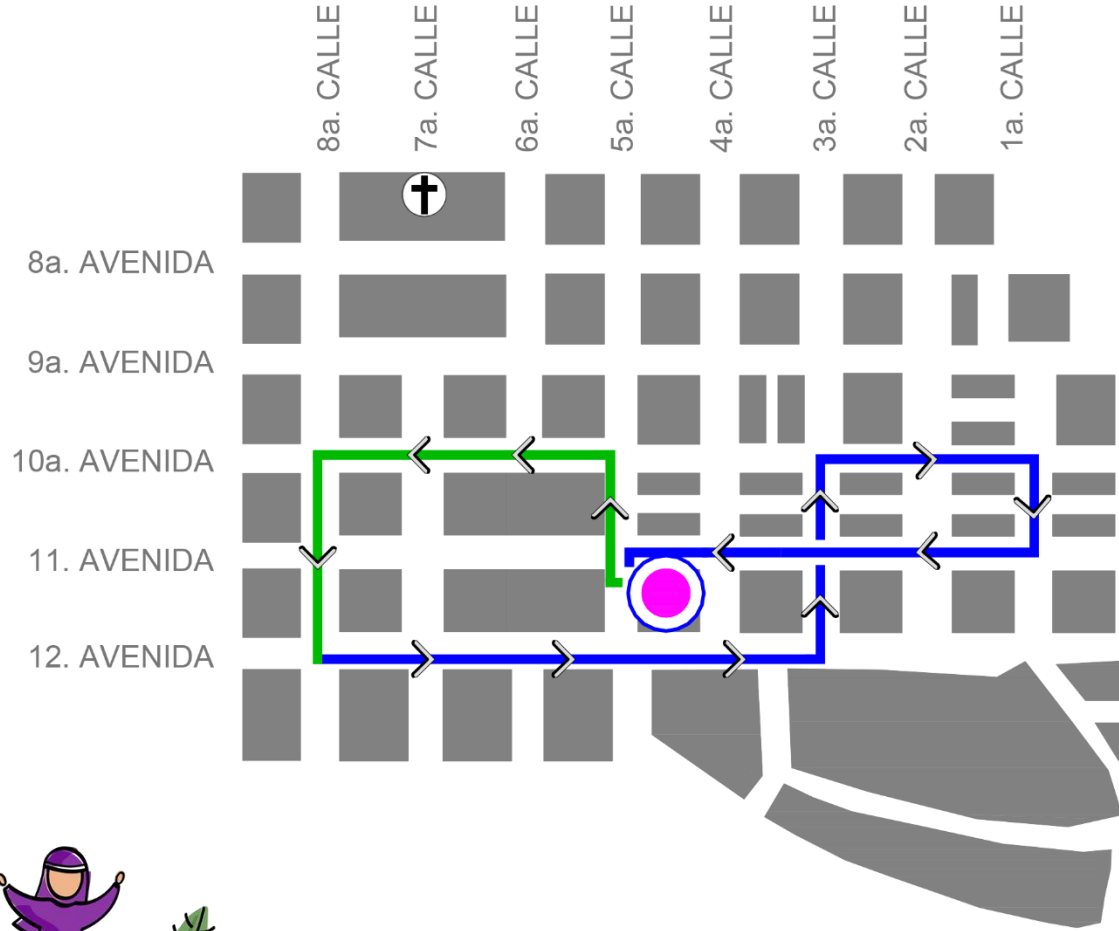 8a. CALLE
7a. CALLE
6a. CALLE
5a. CALLE
4a. CALLE
3a. CALLE
2a. CALLE
1a. CALLE
8a. AVENIDA
9a. AVENIDA
10a. AVENIDA
11. AVENIDA
12. AVENIDA